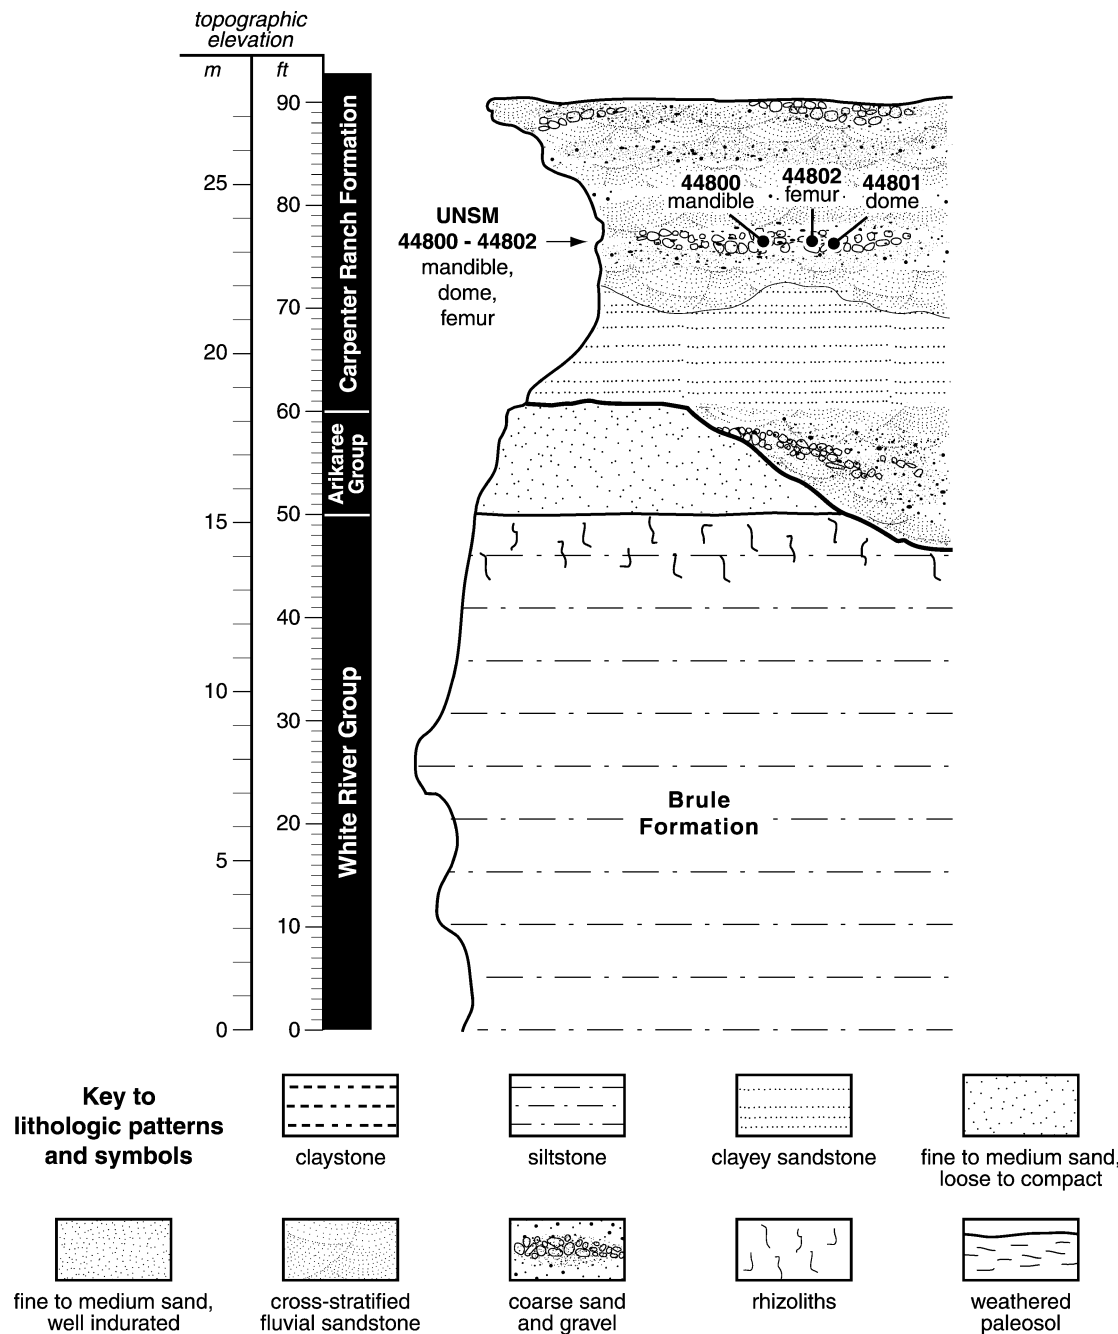 topographic
elevation
m
ft
90
80
70
60
50
40
30
20
10
0
25
20
15
10
5
0
Carpenter Ranch Formation
Arikaree
Group
White River Group
UNSM
44800 - 44802
mandible,
dome,
femur
44800
mandible
44802
femur
44801
dome
Brule
Formation
Key to
lithologic patterns
and symbols
claystone
siltstone
clayey sandstone
fine to medium sand,
loose to compact
fine to medium sand,
well indurated
cross-stratified
fluvial sandstone
coarse sand
and gravel
rhizoliths
weathered
paleosol